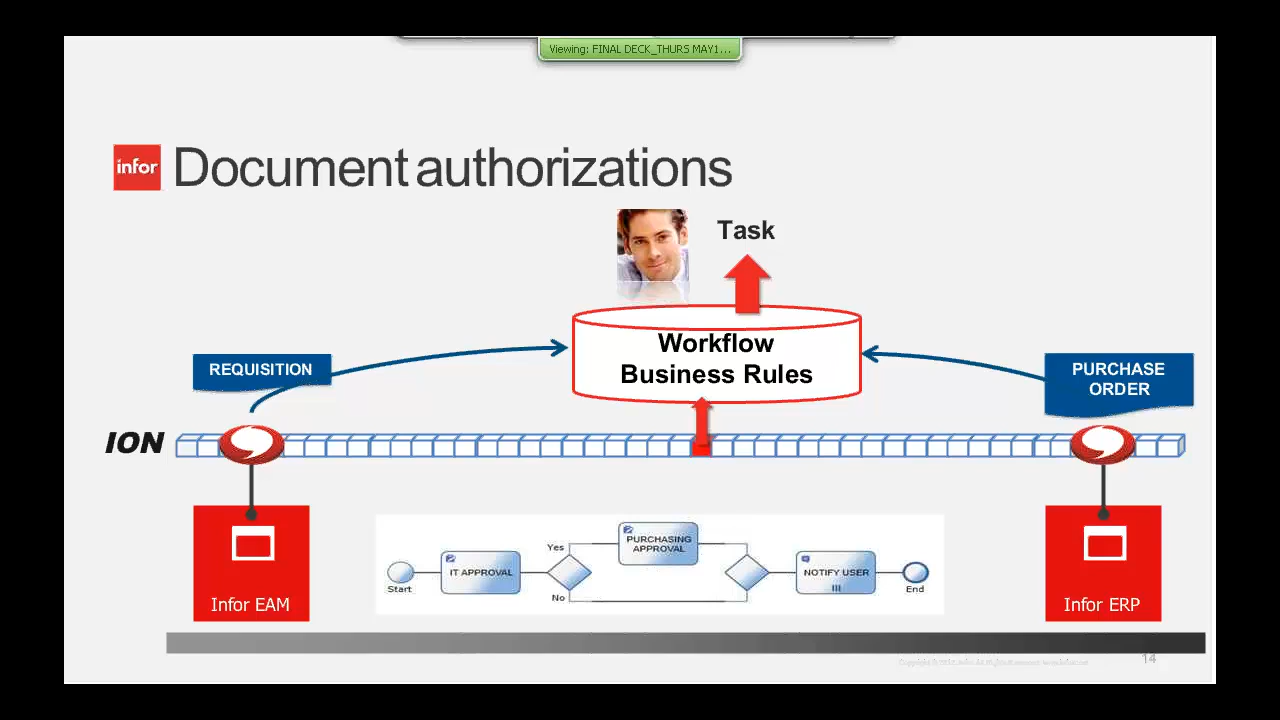 Viewing: FINAL DECK_THURS MAY1...
infor
Document authorizations
Task
Workflow
Business Rules
REQUISITION
PURCHASE
ORDER
ION
Yes
PURCHASING
APPROVAL
IT APPROVAL
NOTIFY USER
Start
No
End
Infor EAM
Infor ERP
14